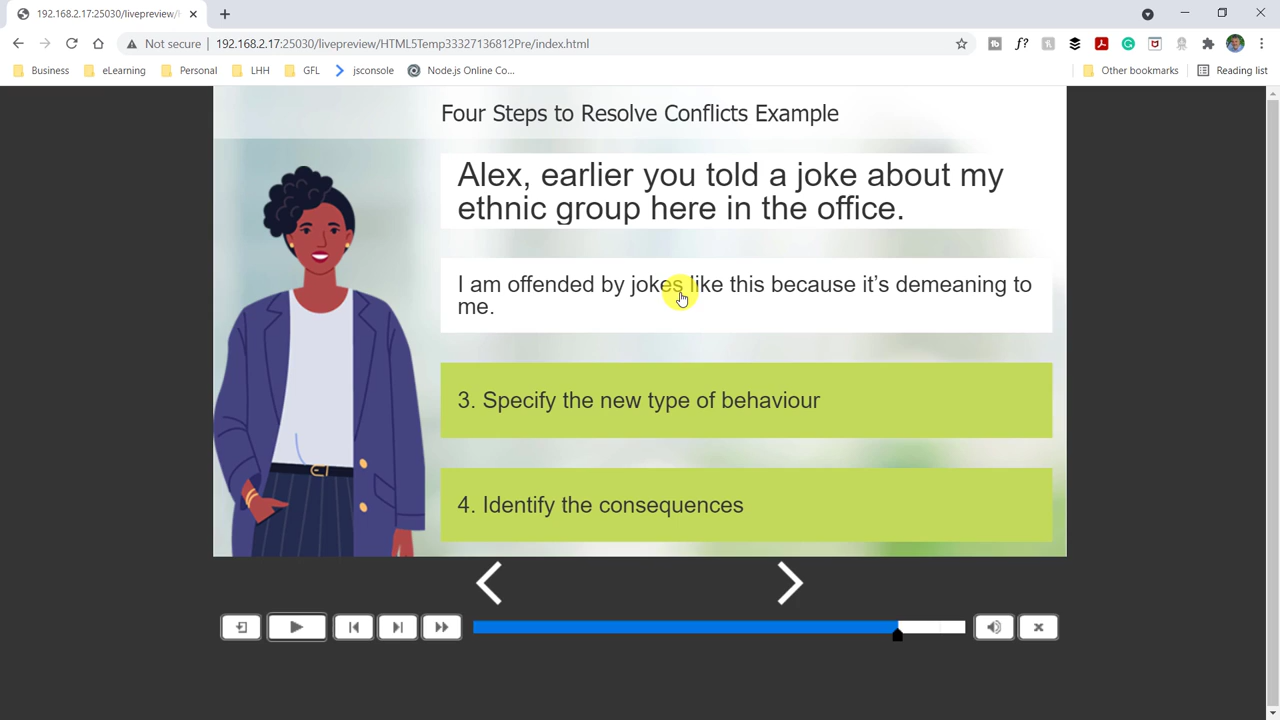 192.168.2.17:25030/livepreview/
Not secure
192.168.2.17:25030/livepreview/HTML5Temp33327136812Pre/index.html
Business
eLearning
Personal
LHH
GFL
jsconsole
Node.js Online Co...
Other bookmarks
Reading list
Four Steps to Resolve Conflicts Example
Alex, earlier you told a joke about my
ethnic group here in the office.
I am offended by jokes like this because it’s demeaning to
me.
3. Specify the new type of behaviour
4. Identify the consequences